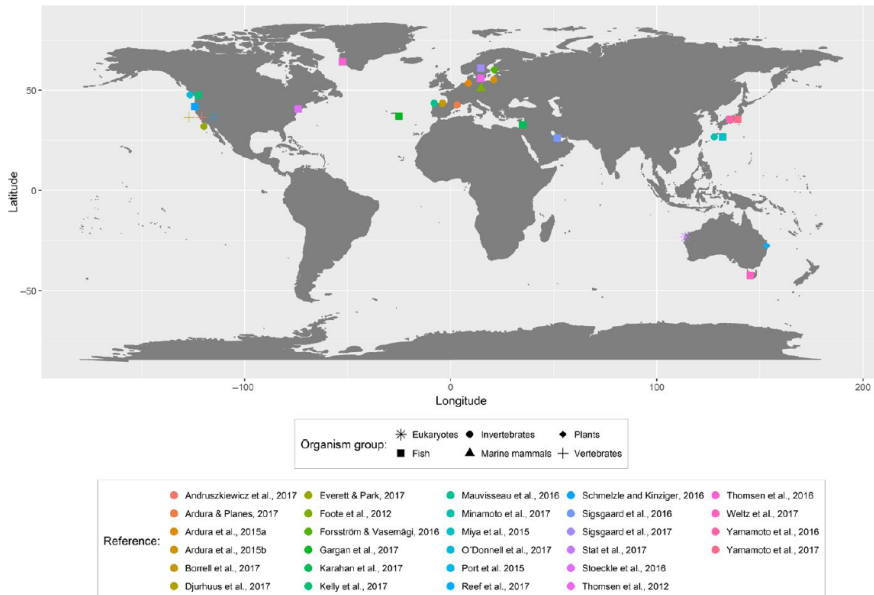 50
0
−50
Latitude
−100
0
100
200
Longitude
Organism group:
Eukaryotes
Invertebrates
Plants
Fish
Marine mammals
Vertebrates
Reference:
Andruszkiewicz et al., 2017
Everett & Park, 2017
Mauvisseau et al., 2016
Schmelzle and Kinziger, 2016
Thomsen et al., 2016
Ardura & Planes, 2017
Foote et al., 2012
Minamoto et al., 2017
Sigsgaard et al., 2016
Weltz et al., 2017
Ardura et al., 2015a
Forsström & Vasemägi, 2016
Miya et al., 2015
Sigsgaard et al., 2017
Yamamoto et al., 2016
Ardura et al., 2015b
Gargan et al., 2017
O'Donnell et al., 2017
Stat et al., 2017
Yamamoto et al., 2017
Borrell et al., 2017
Karahan et al., 2017
Port et al. 2015
Stoeckle et al., 2016
Djurhuus et al., 2017
Kelly et al., 2017
Reef et al., 2017
Thomsen et al., 2012